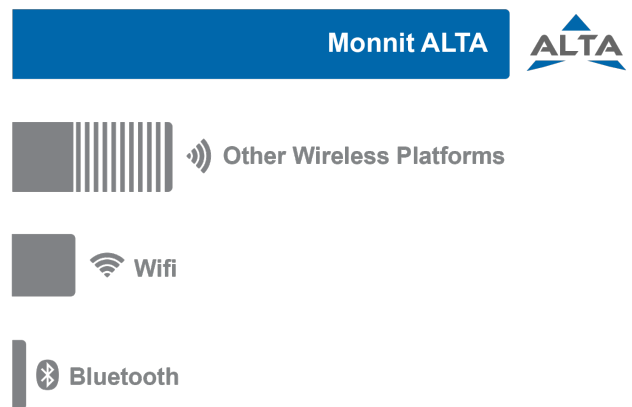 Monnit ALTA
ALTA
Other Wireless Platforms
Wifi
Bluetooth